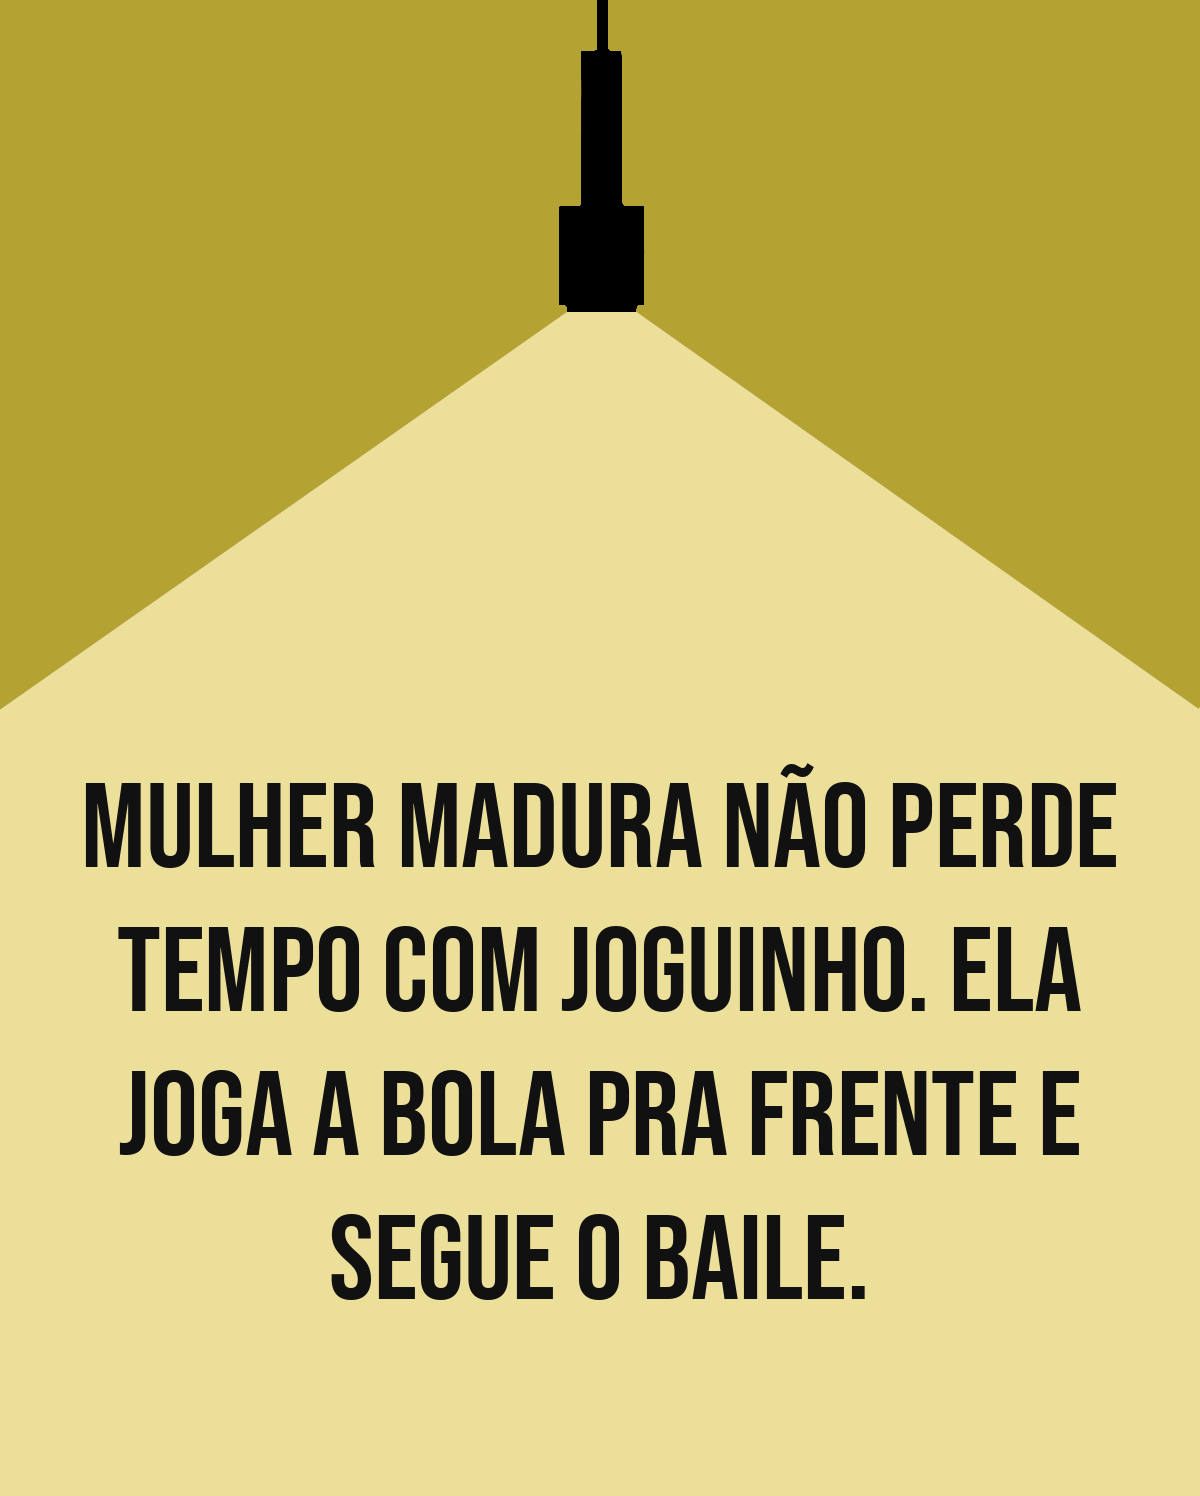 MULHER MADURA NÃO PERDE
TEMPO COM JOGUINHO. ELA
JOGA A BOLA PRA FRENTE E
SEGUE O BAILE.